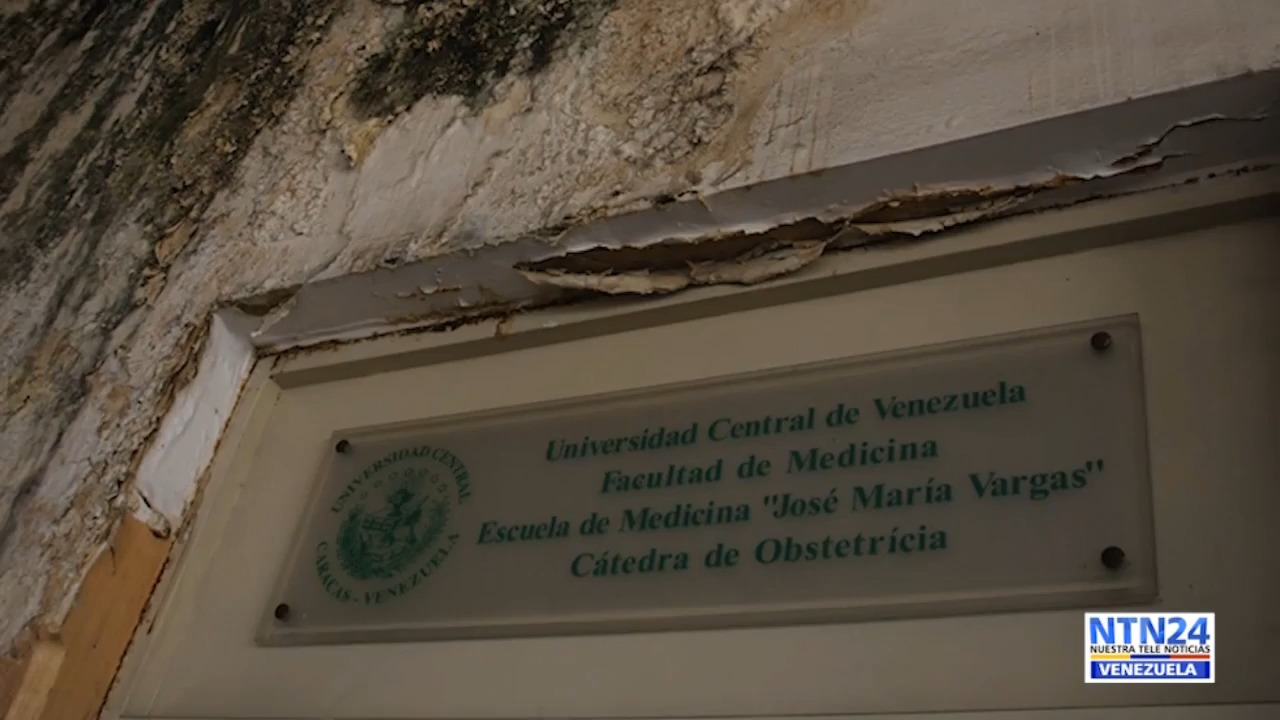 Universidad Central de Venezuela
Facultad de Medicina
Escuela de Medicina "José María Vargas"
Cátedra de Obstetrícia
UNIVERSIDAD CENTRAL
CARACAS - VENEZUELA
NTN24
NUESTRA TELE NOTICIAS
VENEZUELA